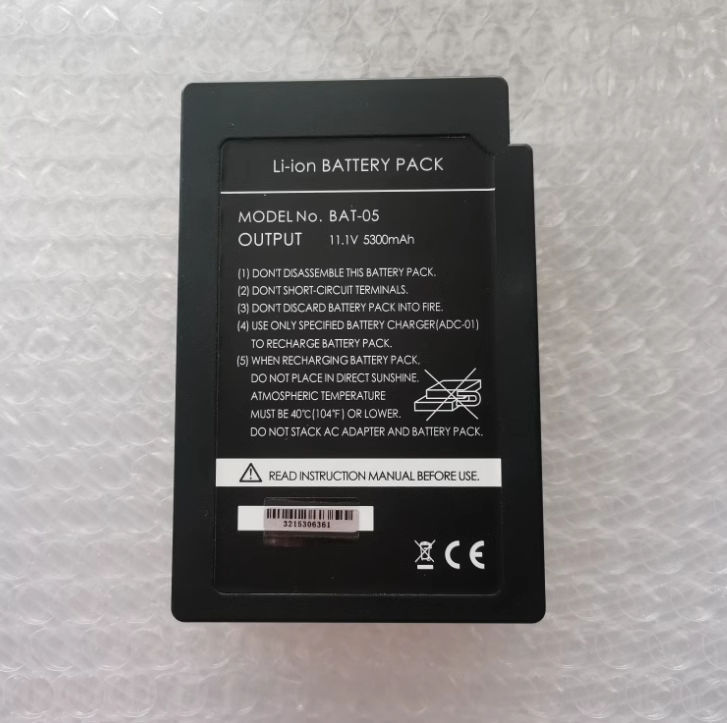 Li-ion BATTERY PACK
MODEL No. BAT-05
OUTPUT 11.1V 5300mAh
(1) DON'T DISASSEMBLE THIS BATTERY PACK.
(2) DON'T SHORT-CIRCUIT TERMINALS.
(3) DON'T DISCARD BATTERY PACK INTO FIRE.
(4) USE ONLY SPECIFIED BATTERY CHARGER(ADC-01)
TO RECHARGE BATTERY PACK.
(5) WHEN RECHARGING BATTERY PACK,
DO NOT PLACE IN DIRECT SUNSHINE.
ATMOSPHERIC TEMPERATURE
MUST BE 40℃(104℉) OR LOWER.
DO NOT STACK AC ADAPTER AND BATTERY PACK.
READ INSTRUCTION MANUAL BEFORE USE.
3215306361
CE